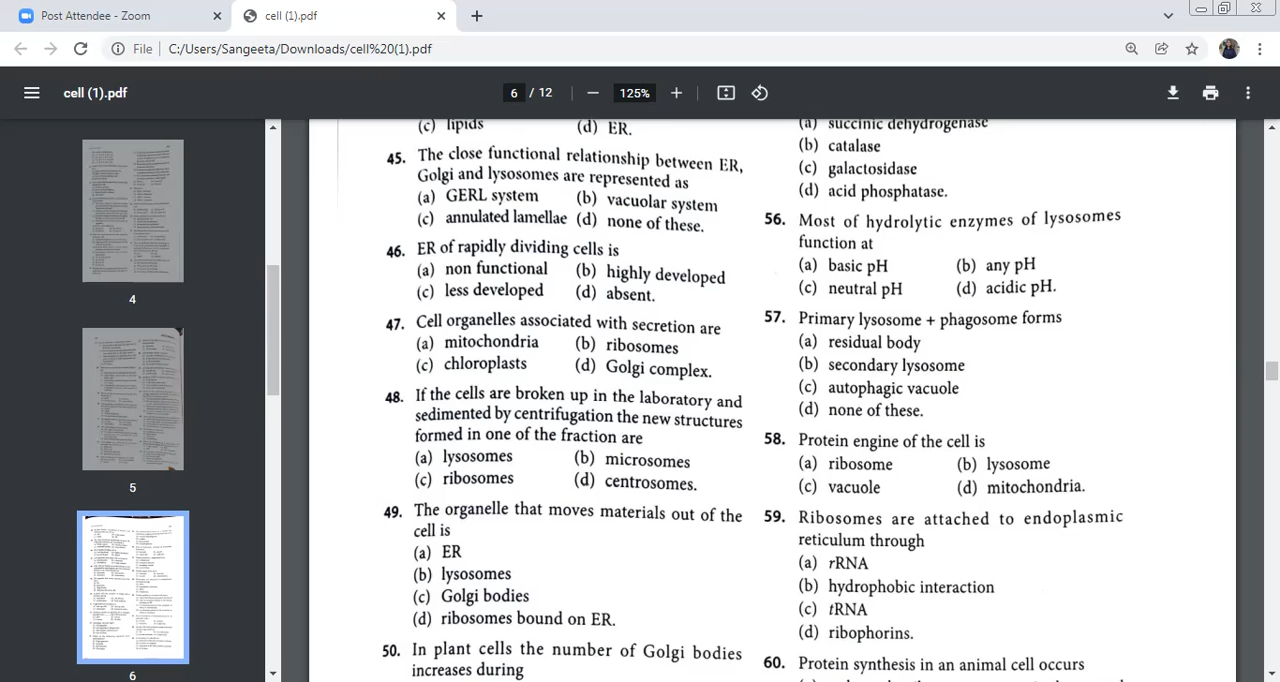 Post Attendee - Zoom
cell (1).pdf
File
C:/Users/Sangeeta/Downloads/cell%20(1).pdf
cell (1).pdf
6 / 12
125%
4
5
6
(c) lipids (d) ER.
45. The close functional relationship between ER,
Golgi and lysosomes are represented as
(a) GERL system (b) vacuolar system
(c) annulated lamellae (d) none of these.
46. ER of rapidly dividing cells is
(a) non functional (b) highly developed
(c) less developed (d) absent.
47. Cell organelles associated with secretion are
(a) mitochondria (b) ribosomes
(c) chloroplasts (d) Golgi complex.
48. If the cells are broken up in the laboratory and
sedimented by centrifugation the new structures
formed in one of the fraction are
(a) lysosomes (b) microsomes
(c) ribosomes (d) centrosomes.
49. The organelle that moves materials out of the
cell is
(a) ER
(b) lysosomes
(c) Golgi bodies
(d) ribosomes bound on ER.
50. In plant cells the number of Golgi bodies
increases during
(a) succinic dehydrogenase
(b) catalase
(c) galactosidase
(d) acid phosphatase.
56. Most of hydrolytic enzymes of lysosomes
function at
(a) basic pH (b) any pH
(c) neutral pH (d) acidic pH.
57. Primary lysosome + phagosome forms
(a) residual body
(b) secondary lysosome
(c) autophagic vacuole
(d) none of these.
58. Protein engine of the cell is
(a) ribosome (b) lysosome
(c) vacuole (d) mitochondria.
59. Ribosomes are attached to endoplasmic
reticulum through
(a) tRNA
(b) hydrophobic interaction
(c) rRNA
(d) ribophorins.
60. Protein synthesis in an animal cell occurs